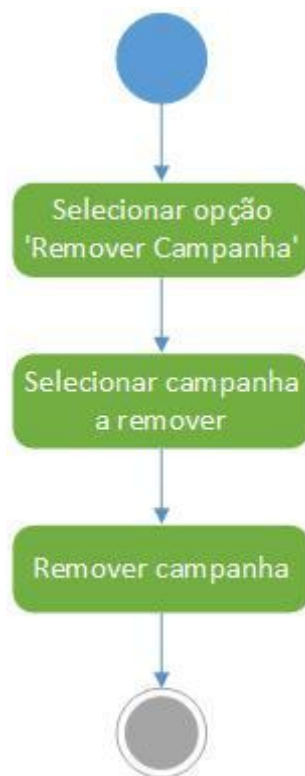 Selecionar opção
'Remover Campanha'
Selecionar campanha
a remover
Remover campanha